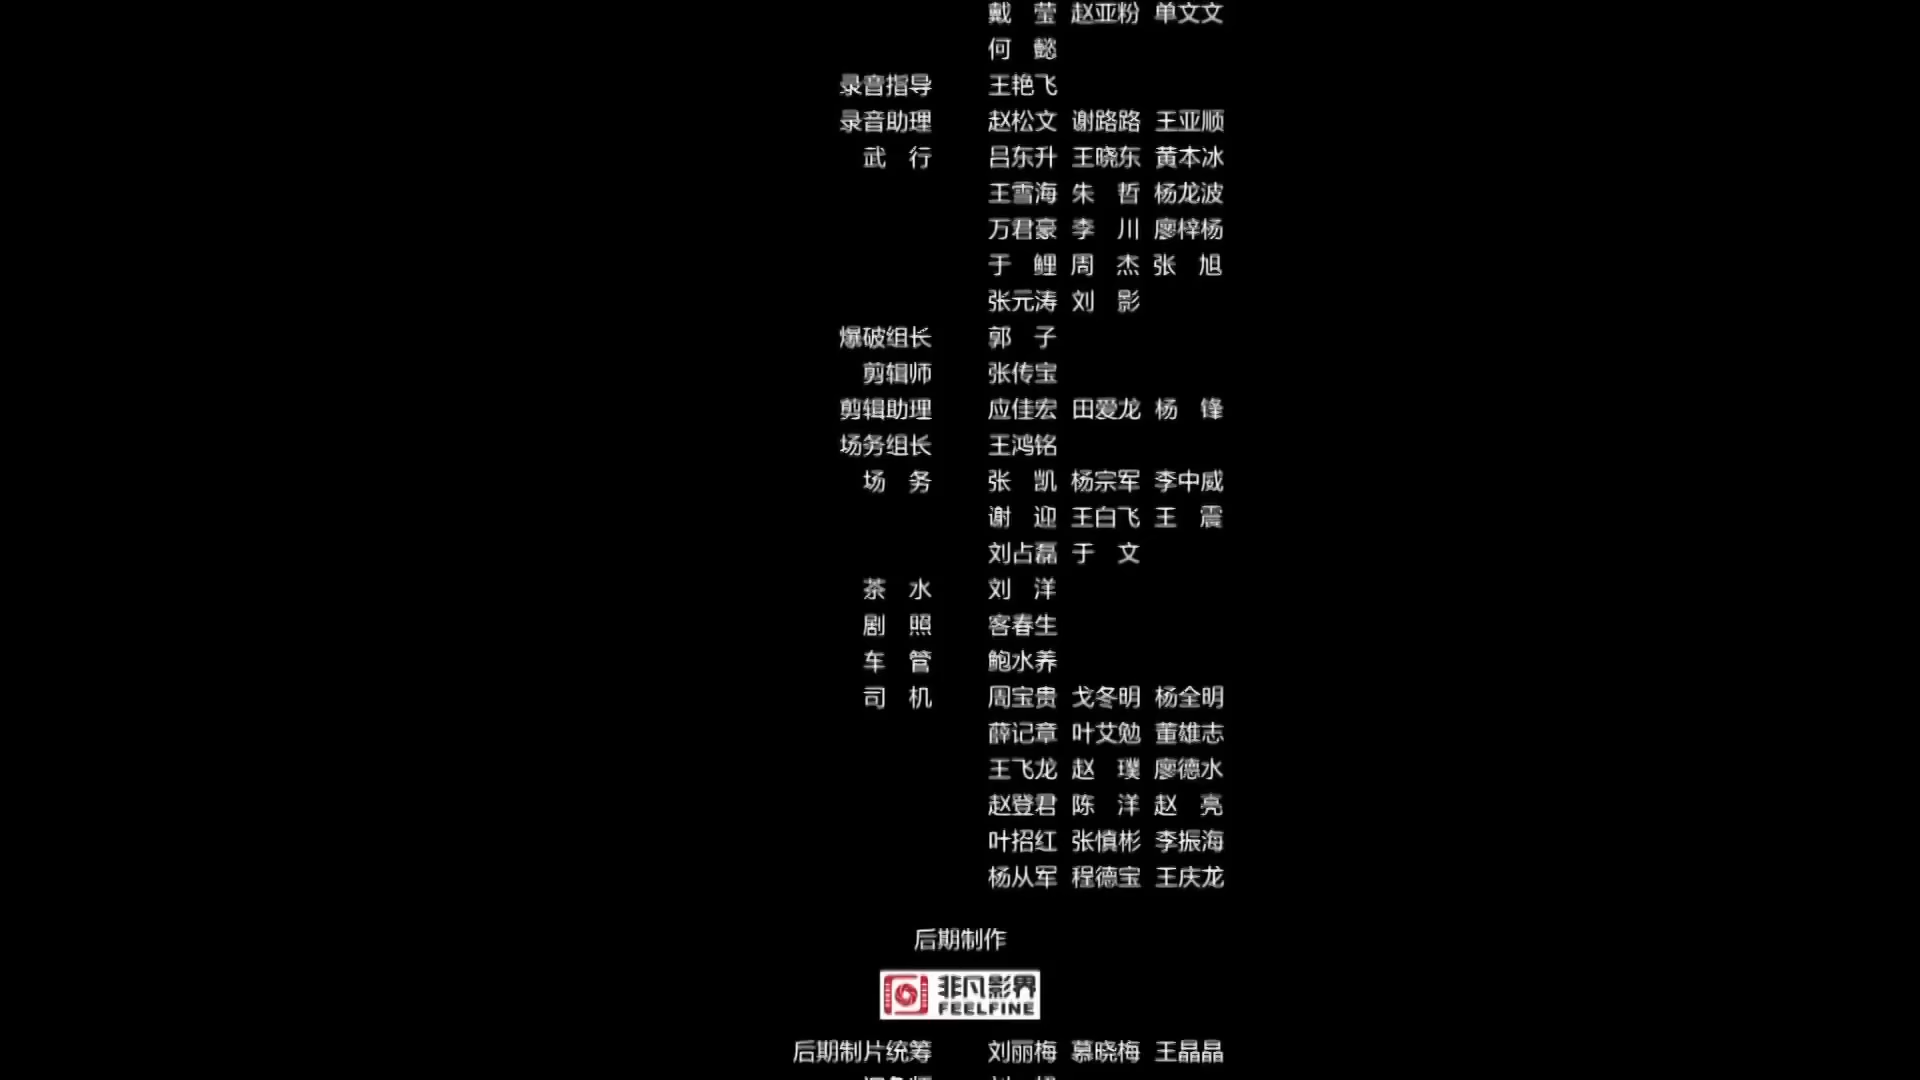 戴　莹 赵亚粉 单文文
何　懿
录音指导 王艳飞
录音助理 赵松文 谢路路 王亚顺
武　行 吕东升 王晓东 黄本冰
王雪海 朱　哲 杨龙波
万君豪 李　川 廖梓杨
于　鲤 周　杰 张　旭
张元涛 刘　影
爆破组长 郭　子
剪辑师 张传宝
剪辑助理 应佳宏 田爱龙 杨　锋
场务组长 王鸿铭
场　务 张　凯 杨宗军 李中威
谢　迎 王白飞 王　震
刘占磊 于　文
茶　水 刘　洋
剧　照 客春生
车　管 鲍水养
司　机 周宝贵 戈冬明 杨全明
薛记章 叶艾勉 董雄志
王飞龙 赵　璞 廖德水
赵登君 陈　洋 赵　亮
叶招红 张慎彬 李振海
杨从军 程德宝 王庆龙
后期制作
非凡影界
FEELFINE
后期制片统筹 刘丽梅 慕晓梅 王晶晶